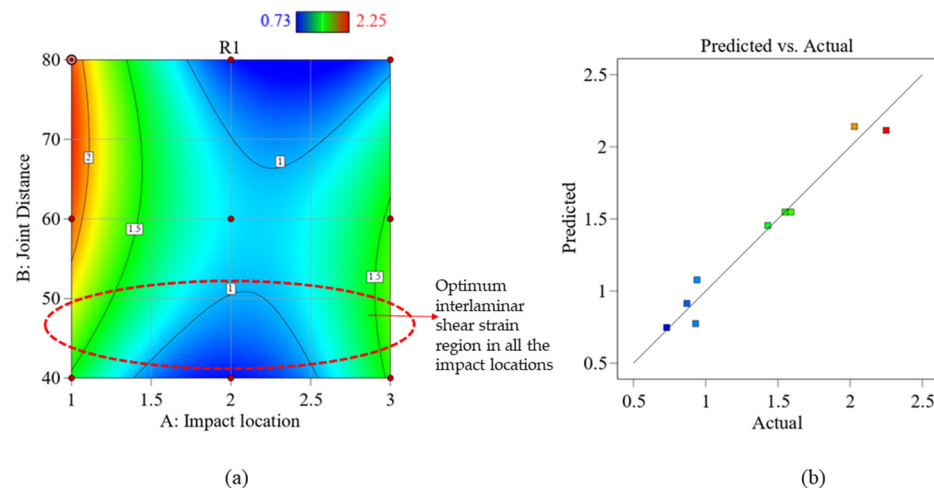 0.73 2.25
R1
Predicted vs. Actual
80
70
60
50
40
B: Joint Distance
2
1.5
1
1
1.5
1 1.5 2 2.5 3
A: Impact location
Optimum
interlaminar
shear strain
region in all the
impact locations
2.5
2
1.5
1
0.5
Predicted
0.5 1 1.5 2 2.5
Actual
(a)
(b)